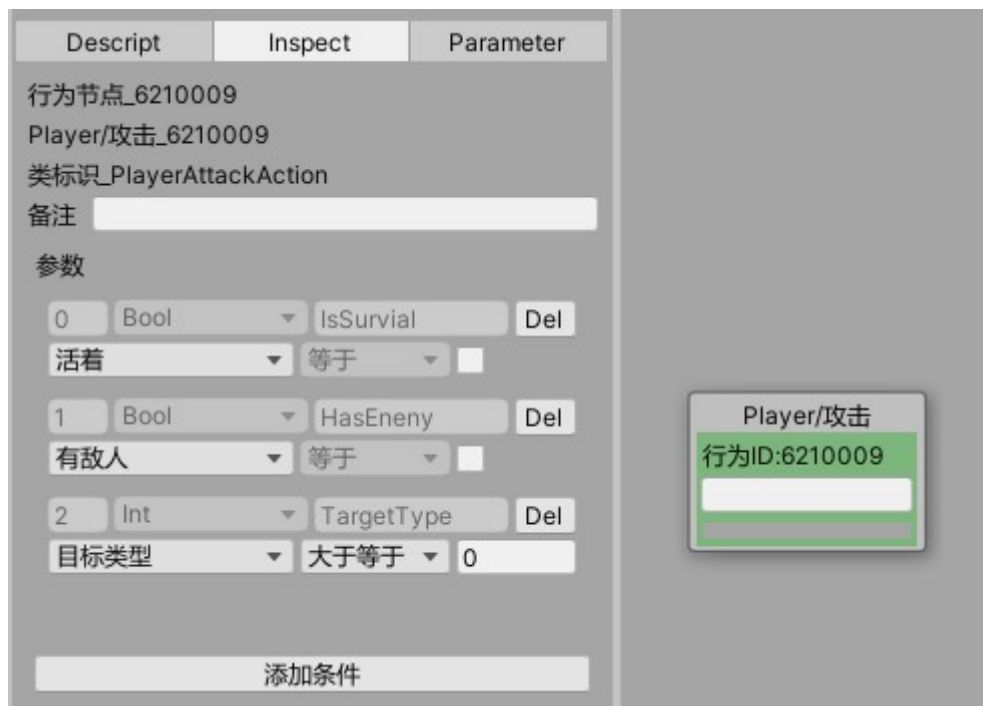 Descript Inspect Parameter
行为节点_6210009
Player/攻击_6210009
类标识_PlayerAttackAction
备注
参数
0 Bool IsSurvial Del
活着 等于
1 Bool HasEneny Del
有敌人 等于
2 Int TargetType Del
目标类型 大于等于 0
添加条件
Player/攻击
行为ID:6210009